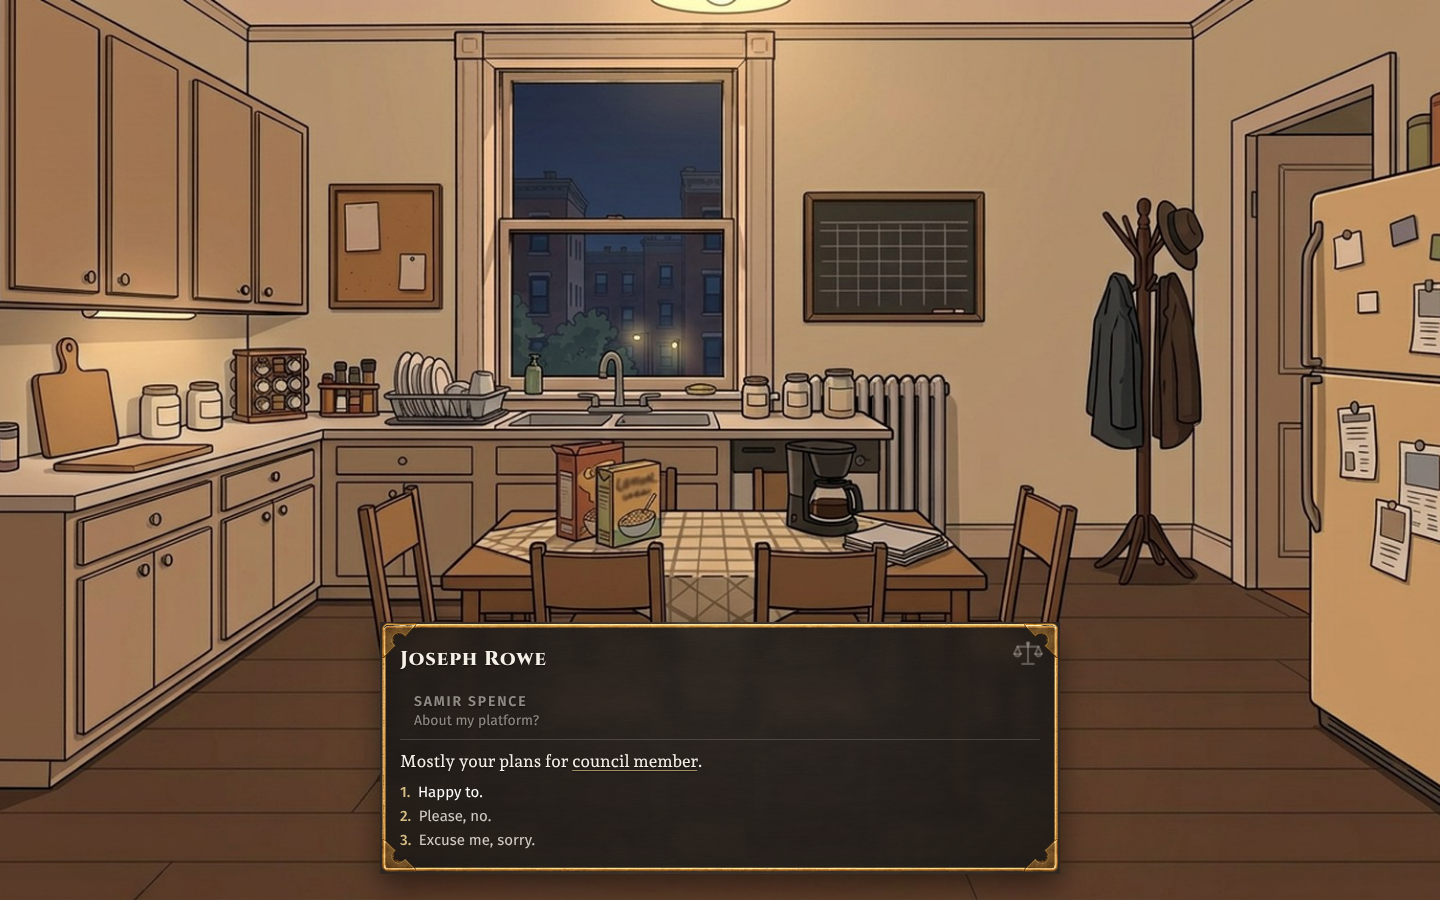 Joseph Rowe
SAMIR SPENCE
About my platform?
Mostly your plans for council member.
1. Happy to.
2. Please, no.
3. Excuse me, sorry.